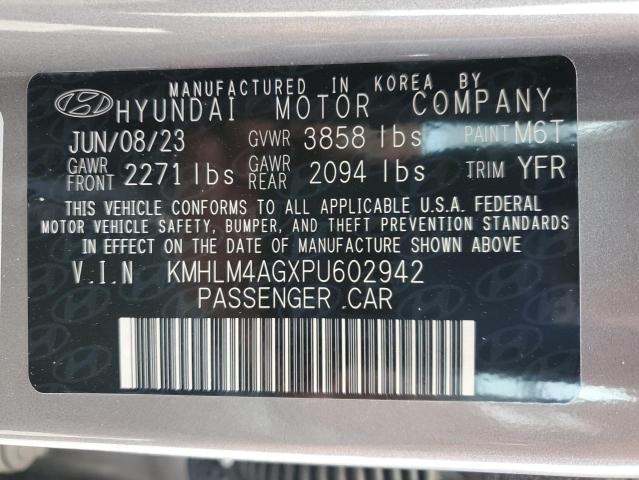 MANUFACTURED IN KOREA BY
HYUNDAI MOTOR COMPANY
JUN/08/23 GVWR 3858 lbs PAINT M6T
GAWR FRONT 2271 lbs GAWR REAR 2094 lbs TRIM YFR
THIS VEHICLE CONFORMS TO ALL APPLICABLE U.S.A. FEDERAL
MOTOR VEHICLE SAFETY, BUMPER, AND THEFT PREVENTION STANDARDS
IN EFFECT ON THE DATE OF MANUFACTURE SHOWN ABOVE
V.I.N KMHLM4AGXPU602942
PASSENGER CAR